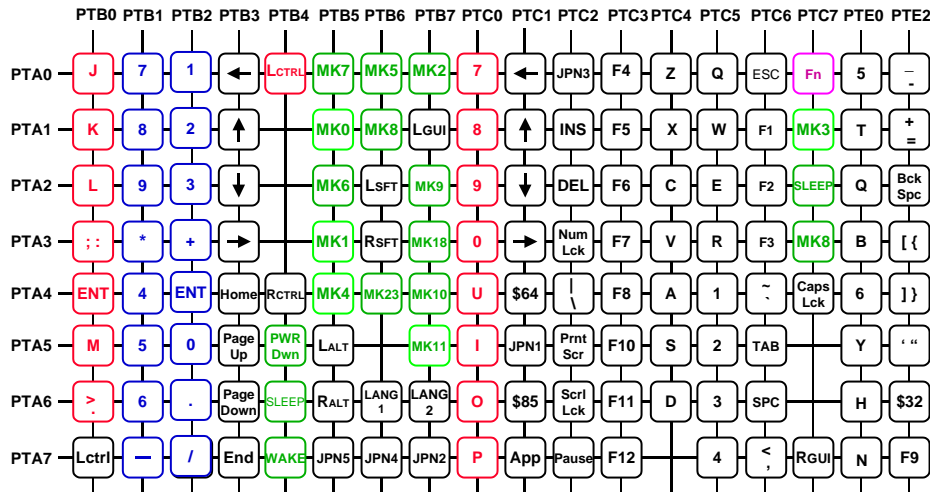 PTB0 PTB1 PTB2 PTB3 PTB4 PTB5 PTB6 PTB7 PTC0 PTC1 PTC2 PTC3 PTC4 PTC5 PTC6 PTC7 PTE0 PTE2
PTA0 J 7 1 ← LCTRL MK7 MK5 MK2 7 ← JPN3 F4 Z Q ESC Fn 5 _ -
PTA1 K 8 2 ↑ MK0 MK8 LGUI 8 ↑ INS F5 X W F1 MK3 T + =
PTA2 L 9 3 ↓ MK6 LSFT MK9 9 ↓ DEL F6 C E F2 SLEEP Q Bck Spc
PTA3 ; : * + → MK1 RSFT MK18 0 → Num Lck F7 V R F3 MK8 B [ {
PTA4 ENT 4 ENT Home RCTRL MK4 MK23 MK10 U $64 | \ F8 A 1 ~ ` Caps Lck 6 ] }
PTA5 M 5 0 Page Up PWR Dwn LALT MK11 I JPN1 Prnt Scr F10 S 2 TAB Y ‘ “
PTA6 > . 6 . Page Down SLEEP RALT LANG 1 LANG 2 O $85 Scrl Lck F11 D 3 SPC H $32
PTA7 Lctrl — / End WAKE JPN5 JPN4 JPN2 P App Pause F12 4 < , RGUI N F9